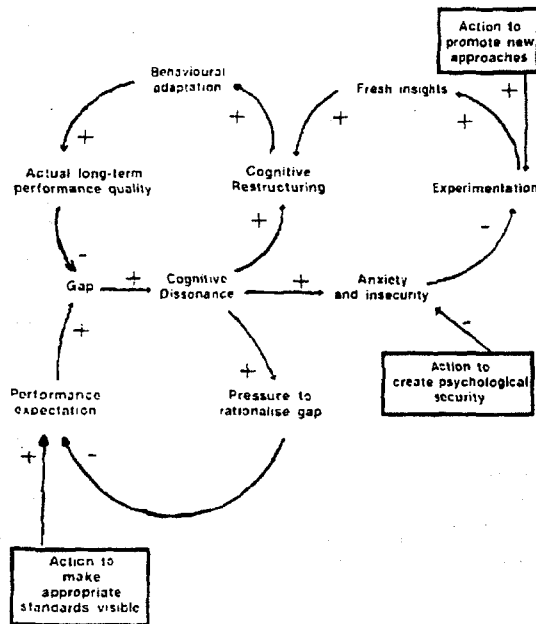 Action to
promote new
approaches
Behavioural
adaptation
Fresh insights
+
+
+
+
+
Actual long-term
performance quality
Cognitive
Restructuring
Experimentation
+
-
-
Gap
+
Cognitive
Dissonance
+
Anxiety
and insecurity
+
+
-
Performance
expectation
Pressure to
rationalise gap
Action to
create psychological
security
+
-
Action to
make
appropriate
standards visible